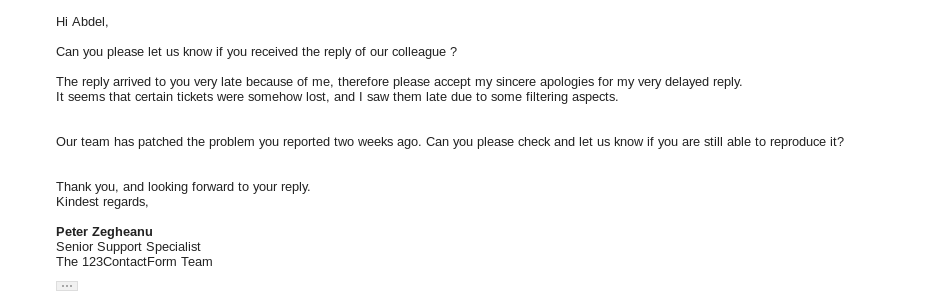 Hi Abdel,
Can you please let us know if you received the reply of our colleague ?
The reply arrived to you very late because of me, therefore please accept my sincere apologies for my very delayed reply.
It seems that certain tickets were somehow lost, and I saw them late due to some filtering aspects.
Our team has patched the problem you reported two weeks ago. Can you please check and let us know if you are still able to reproduce it?
Thank you, and looking forward to your reply.
Kindest regards,
Peter Zegheanu
Senior Support Specialist
The 123ContactForm Team